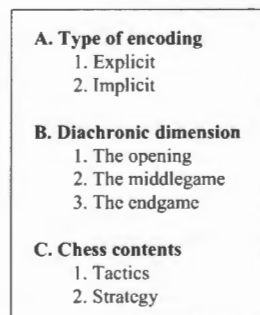 A. Type of encoding
1. Explicit
2. Implicit
B. Diachronic dimension
1. The opening
2. The middlegame
3. The endgame
C. Chess contents
1. Tactics
2. Strategy